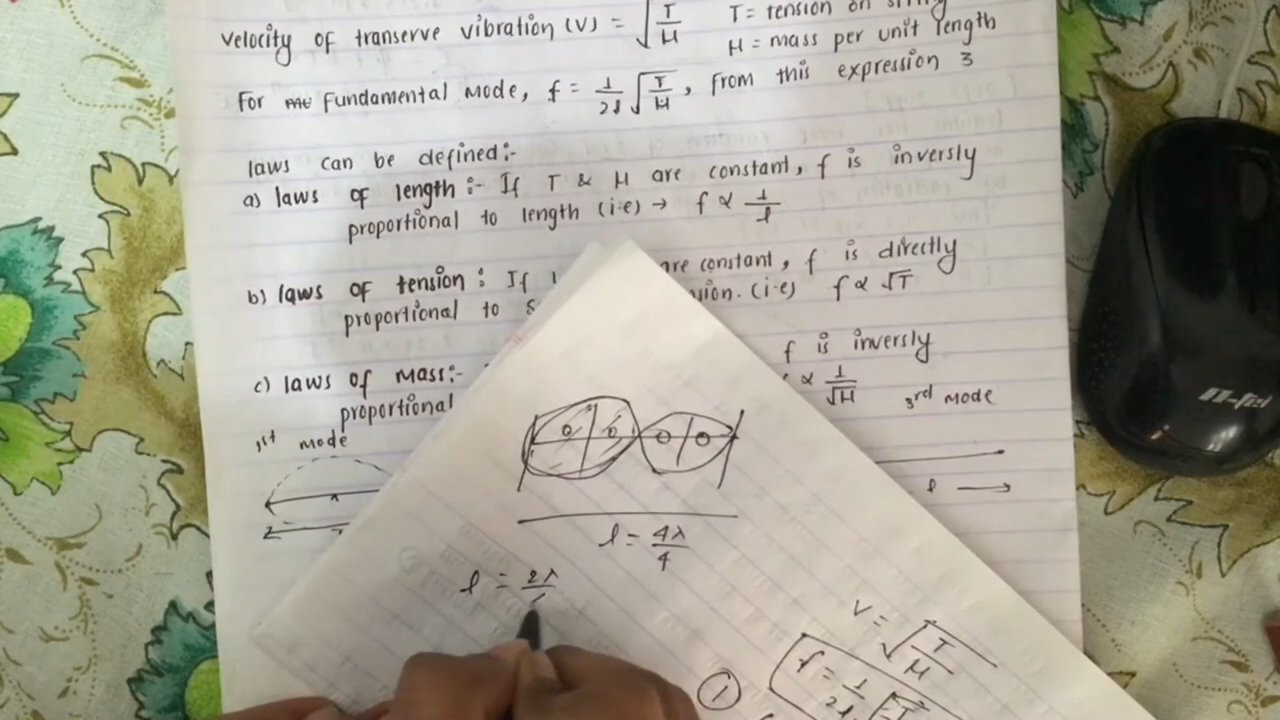 velocity of transerve vibration (v) = √T/μ T = tension on string
μ = mass per unit length
For Fundamental Mode, f = 1/2l √T/μ, from this expression 3
laws can be defined:-
a) laws of length :- If T & μ are constant, f is inversly
proportional to length (i.e) → f ∝ 1/l
b) laws of tension : If are constant, f is directly
proportional to (i.e) f ∝ √T
c) laws of Mass:- f is inversly
proportional ∝ 1/√μ 3rd mode
1st mode
l
l = 4λ/4
l = 2λ/
v = √T/μ
1 f = 1/2l